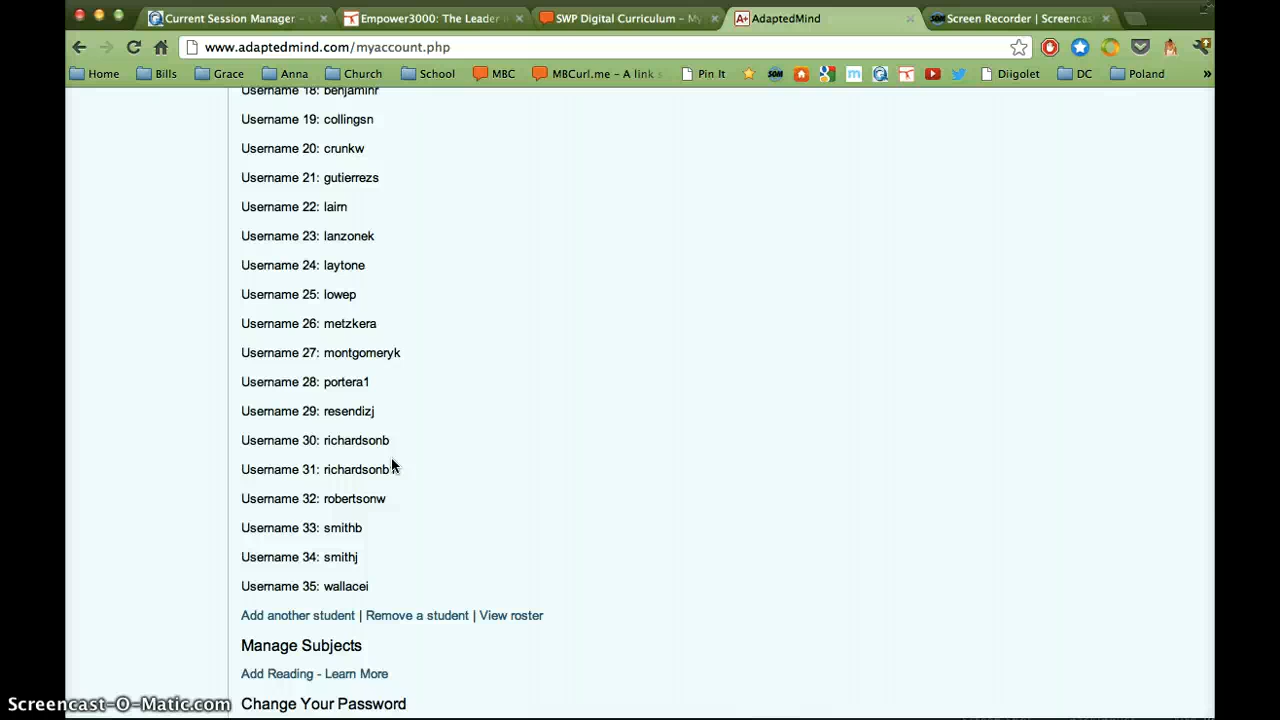 Current Session Manager - 
Empower3000: The Leader
SWP Digital Curriculum - My
AdaptedMind
Screen Recorder | Screencas
www.adaptedmind.com/myaccount.php
Home Bills Grace Anna Church School MBC MBCurl.me - A link s Pin It SOM Diigolet DC Poland »
Username 18: benjaminr
Username 19: collingsn
Username 20: crunkw
Username 21: gutierrezs
Username 22: lairn
Username 23: lanzonek
Username 24: laytone
Username 25: lowep
Username 26: metzkera
Username 27: montgomeryk
Username 28: portera1
Username 29: resendizj
Username 30: richardsonb
Username 31: richardsonb
Username 32: robertsonw
Username 33: smithb
Username 34: smithj
Username 35: wallacei
Add another student | Remove a student | View roster
Manage Subjects
Add Reading - Learn More
Change Your Password
Screencast-O-Matic.com